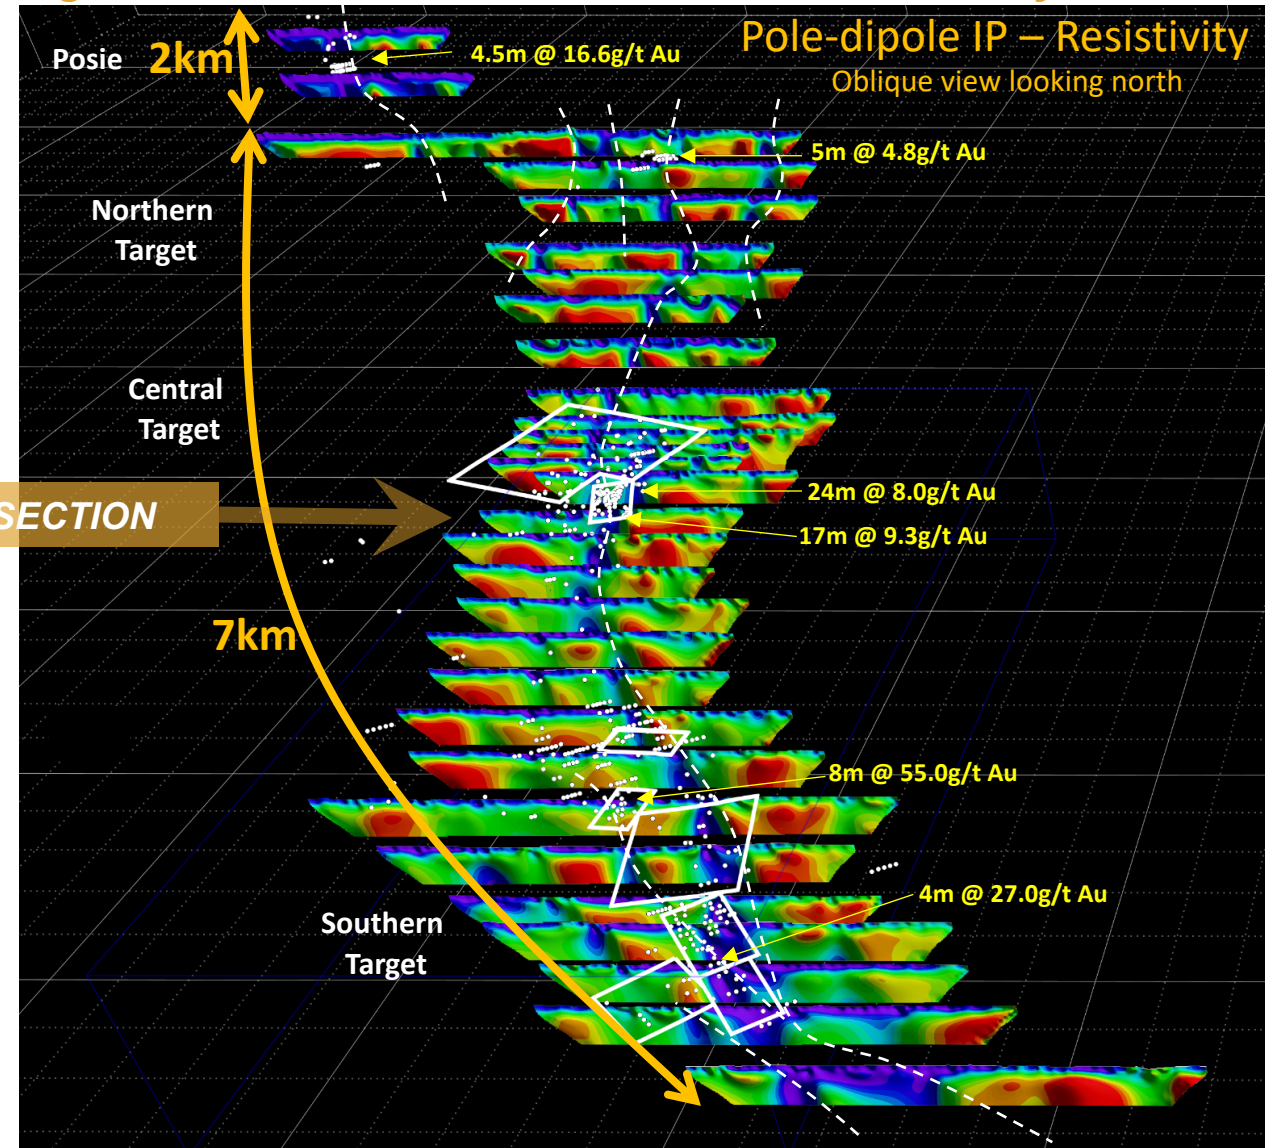 Pole-dipole IP – Resistivity
Oblique view looking north
Posie
2km
4.5m @ 16.6g/t Au
5m @ 4.8g/t Au
Northern
Target
Central
Target
24m @ 8.0g/t Au
SECTION
17m @ 9.3g/t Au
7km
8m @ 55.0g/t Au
4m @ 27.0g/t Au
Southern
Target